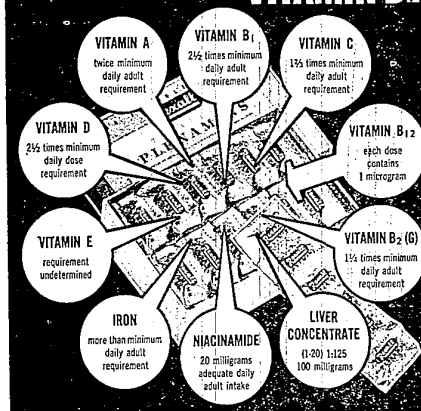 VITAMIN A
twice minimum
daily adult
requirement
VITAMIN B1
2½ times minimum
daily adult
requirement
VITAMIN C
1⅔ times minimum
daily adult
requirement
VITAMIN D
2½ times minimum
daily dose
requirement
PLENAMINS
VITAMIN B12
each dose
contains
1 microgram
VITAMIN E
requirement
undetermined
VITAMIN B2 (G)
1½ times minimum
daily adult
requirement
IRON
more than minimum
daily adult
requirement
NIACINAMIDE
20 milligrams
adequate daily
adult intake
LIVER
CONCENTRATE
(1-20) 1:125
100 milligrams